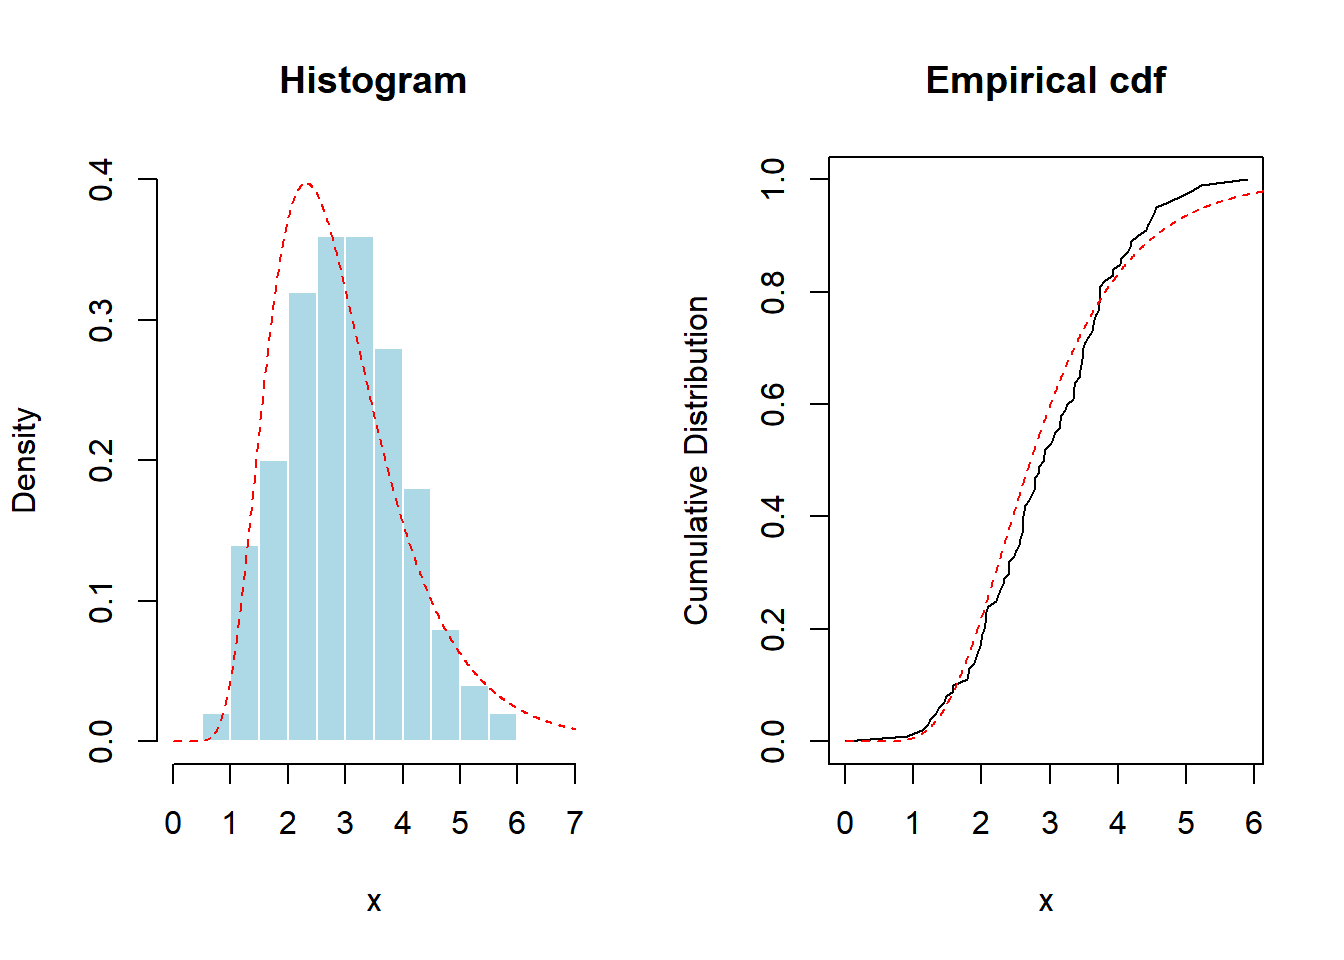 Histogram
Density
0.0 0.1 0.2 0.3 0.4
0 1 2 3 4 5 6 7
x
Empirical cdf
Cumulative Distribution
0.0 0.2 0.4 0.6 0.8 1.0
0 1 2 3 4 5 6
x